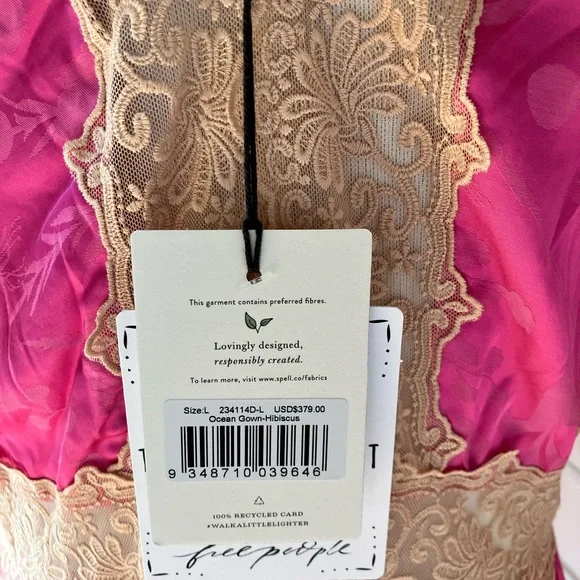 This garment contains preferred fibres.
Lovingly designed,
responsibly created.
To learn more, visit www.spell.co/fabrics
Size:L 234114D-L USD$379.00
Ocean Gown-Hibiscus
9 348710 039646
T T
100% RECYCLED CARD
#WALKALITTLELIGHTER
free people